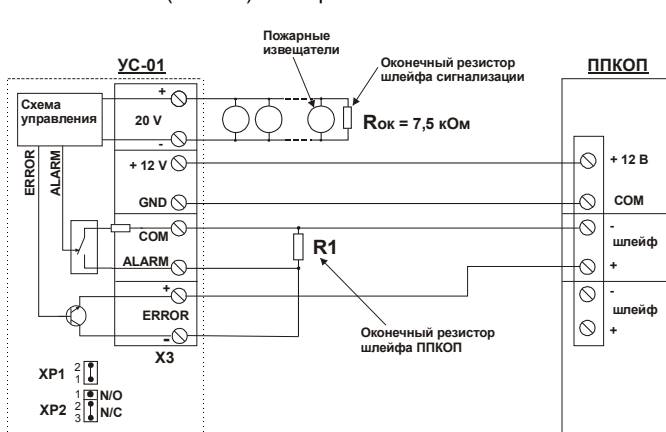 Пожарные
извещатели
УС-01
Оконечный резистор
шлейфа сигнализации
ППКОП
Схема
управления
+
20 V
-
Rок = 7,5 кОм
ERROR
ALARM
+ 12 V
+ 12 В
GND
COM
COM
-
шлейф
+
R1
ALARM
+
ERROR
-
-
шлейф
+
Оконечный резистор
шлейфа ППКОП
X3
XP1
2
1
XP2
1
2
3
N/O
N/C